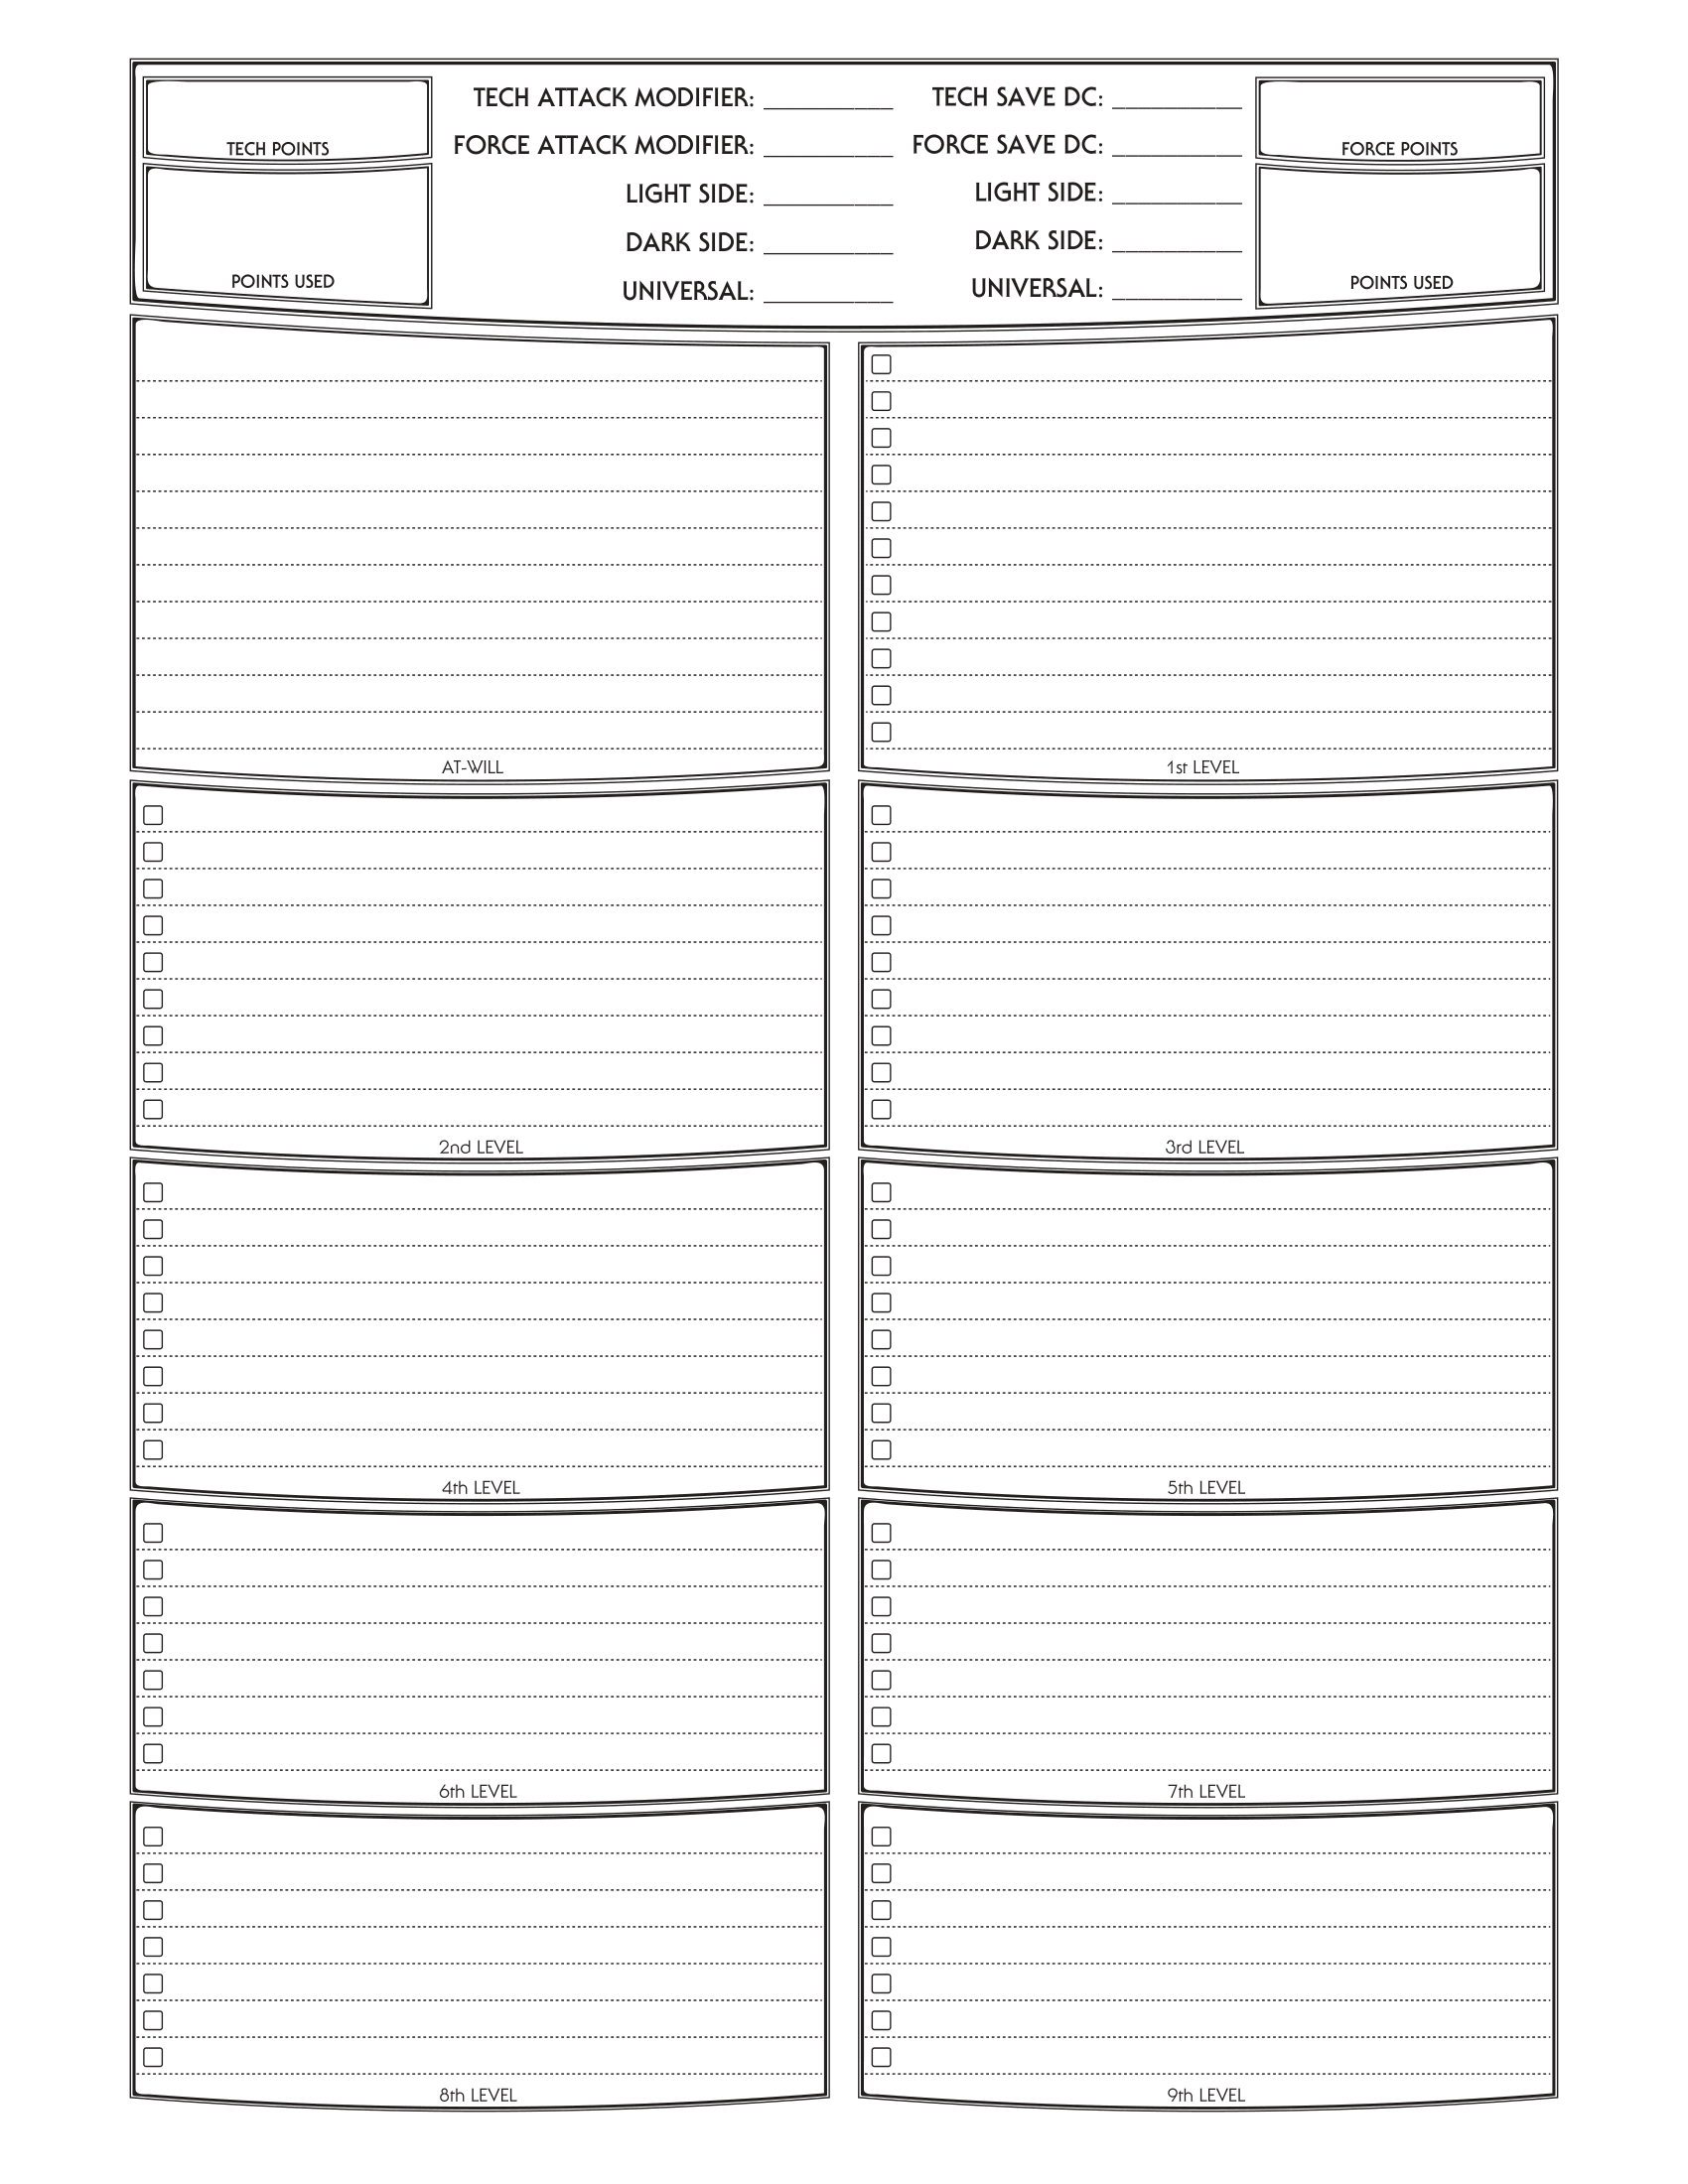 TECH POINTS
POINTS USED
TECH ATTACK MODIFIER: __________
FORCE ATTACK MODIFIER: __________
LIGHT SIDE: __________
DARK SIDE: __________
UNIVERSAL: __________
TECH SAVE DC: __________
FORCE SAVE DC: __________
LIGHT SIDE: __________
DARK SIDE: __________
UNIVERSAL: __________
FORCE POINTS
POINTS USED
AT-WILL
1st LEVEL
2nd LEVEL
3rd LEVEL
4th LEVEL
5th LEVEL
6th LEVEL
7th LEVEL
8th LEVEL
9th LEVEL